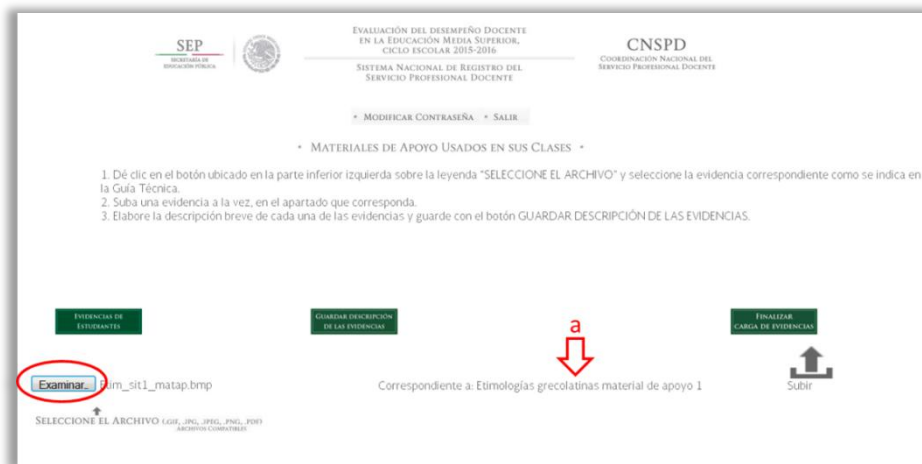 SEP
SECRETARÍA DE
EDUCACIÓN PÚBLICA
EVALUACIÓN DEL DESEMPEÑO DOCENTE
EN LA EDUCACIÓN MEDIA SUPERIOR,
CICLO ESCOLAR 2015-2016
SISTEMA NACIONAL DE REGISTRO DEL
SERVICIO PROFESIONAL DOCENTE
CNSPD
COORDINACIÓN NACIONAL DEL
SERVICIO PROFESIONAL DOCENTE
• MODIFICAR CONTRASEÑA • SALIR
• MATERIALES DE APOYO USADOS EN SUS CLASES •
1. Dé clic en el botón ubicado en la parte inferior izquierda sobre la leyenda "SELECCIONE EL ARCHIVO" y seleccione la evidencia correspondiente como se indica en
la Guía Técnica.
2. Suba una evidencia a la vez, en el apartado que corresponda.
3. Elabore la descripción breve de cada una de las evidencias y guarde con el botón GUARDAR DESCRIPCIÓN DE LAS EVIDENCIAS.
EVIDENCIAS DE
ESTUDIANTES
GUARDAR DESCRIPCIÓN
DE LAS EVIDENCIAS
FINALIZAR
CARGA DE EVIDENCIAS
a
Examinar_ _sit1_matap.bmp
Correspondiente a: Etimologías grecolatinas material de apoyo 1
Subir
SELECCIONE EL ARCHIVO (.GIF, .JPG, .JPEG, .PNG, .PDF)
ARCHIVOS COMPATIBLES